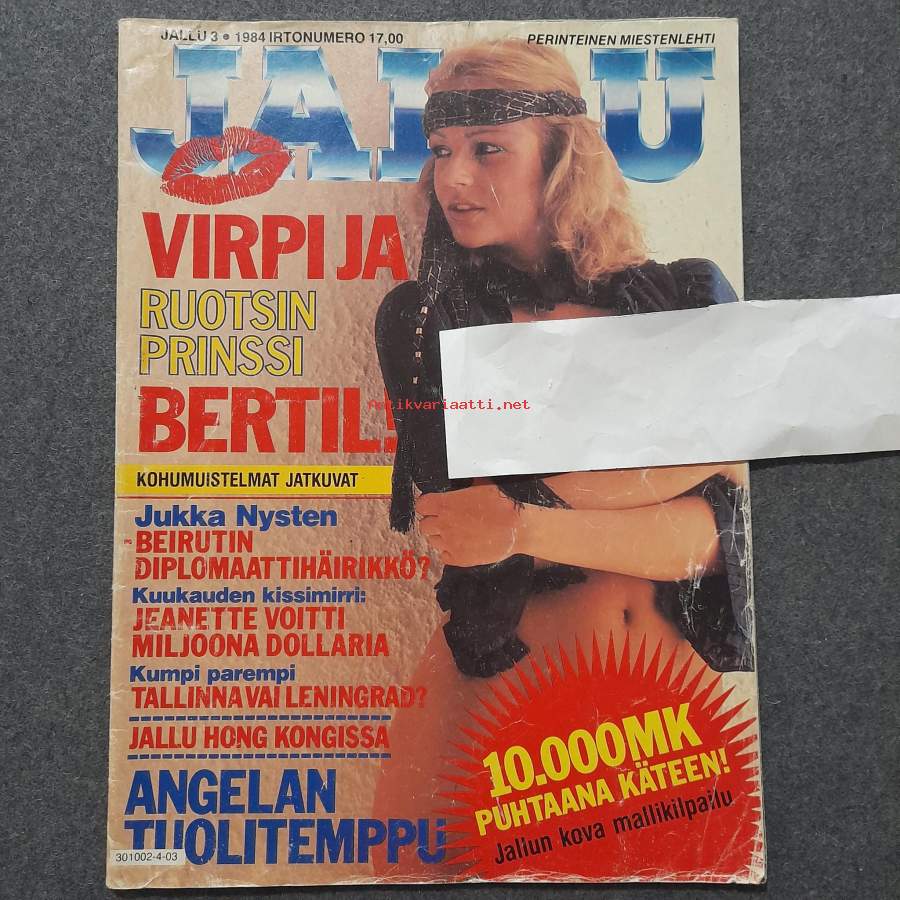 JALLU 3 • 1984 IRTONUMERO 17,00
PERINTEINEN MIESTENLEHTI
JALLU
VIRPI JA
RUOTSIN
PRINSSI
BERTIL!
antikvariaatti.net
KOHUMUISTELMAT JATKUVAT
Jukka Nysten
- BEIRUTIN
DIPLOMAATTIHÄIRIKKÖ?
Kuukauden kissimirri:
JEANETTE VOITTI
MILJOONA DOLLARIA
Kumpi parempi
TALLINNA VAI LENINGRAD?
JALLU HONG KONGISSA
ANGELAN
TUOLITEMPPU
10.000MK
PUHTAANA KÄTEEN!
Jallun kova mallikilpailu
301002-4-03